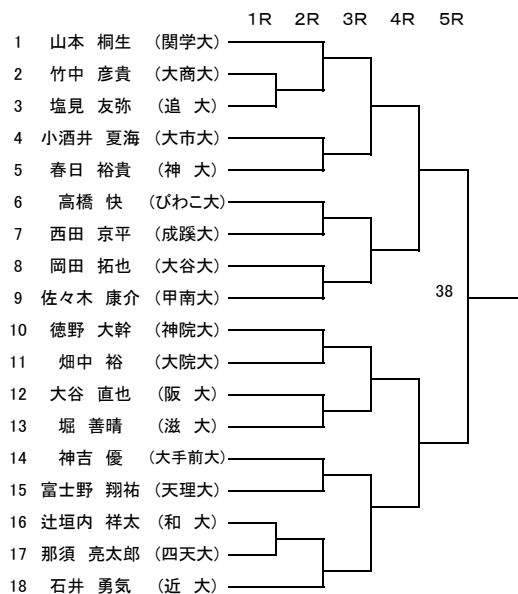 1R 2R 3R 4R 5R
1 山本 桐生 (関学大)
2 竹中 彦貴 (大商大)
3 塩見 友弥 (追 大)
4 小酒井 夏海 (大市大)
5 春日 裕貴 (神 大)
6 高橋 快 (びわこ大)
7 西田 京平 (成蹊大)
8 岡田 拓也 (大谷大)
9 佐々木 康介 (甲南大)
38
10 徳野 大幹 (神院大)
11 畑中 裕 (大院大)
12 大谷 直也 (阪 大)
13 堀 善晴 (滋 大)
14 神吉 優 (大手前大)
15 富士野 翔祐 (天理大)
16 辻垣内 祥太 (和 大)
17 那須 亮太郎 (四天大)
18 石井 勇気 (近 大)